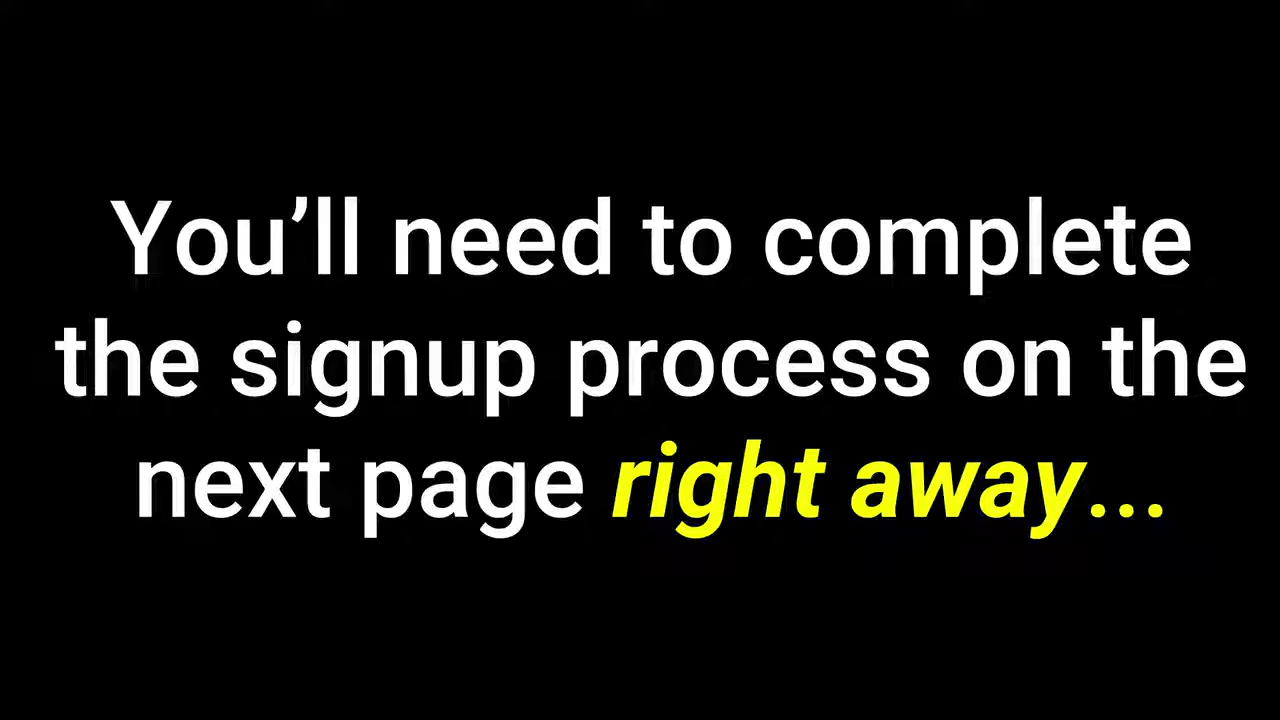 You’ll need to complete
the signup process on the
next page right away...